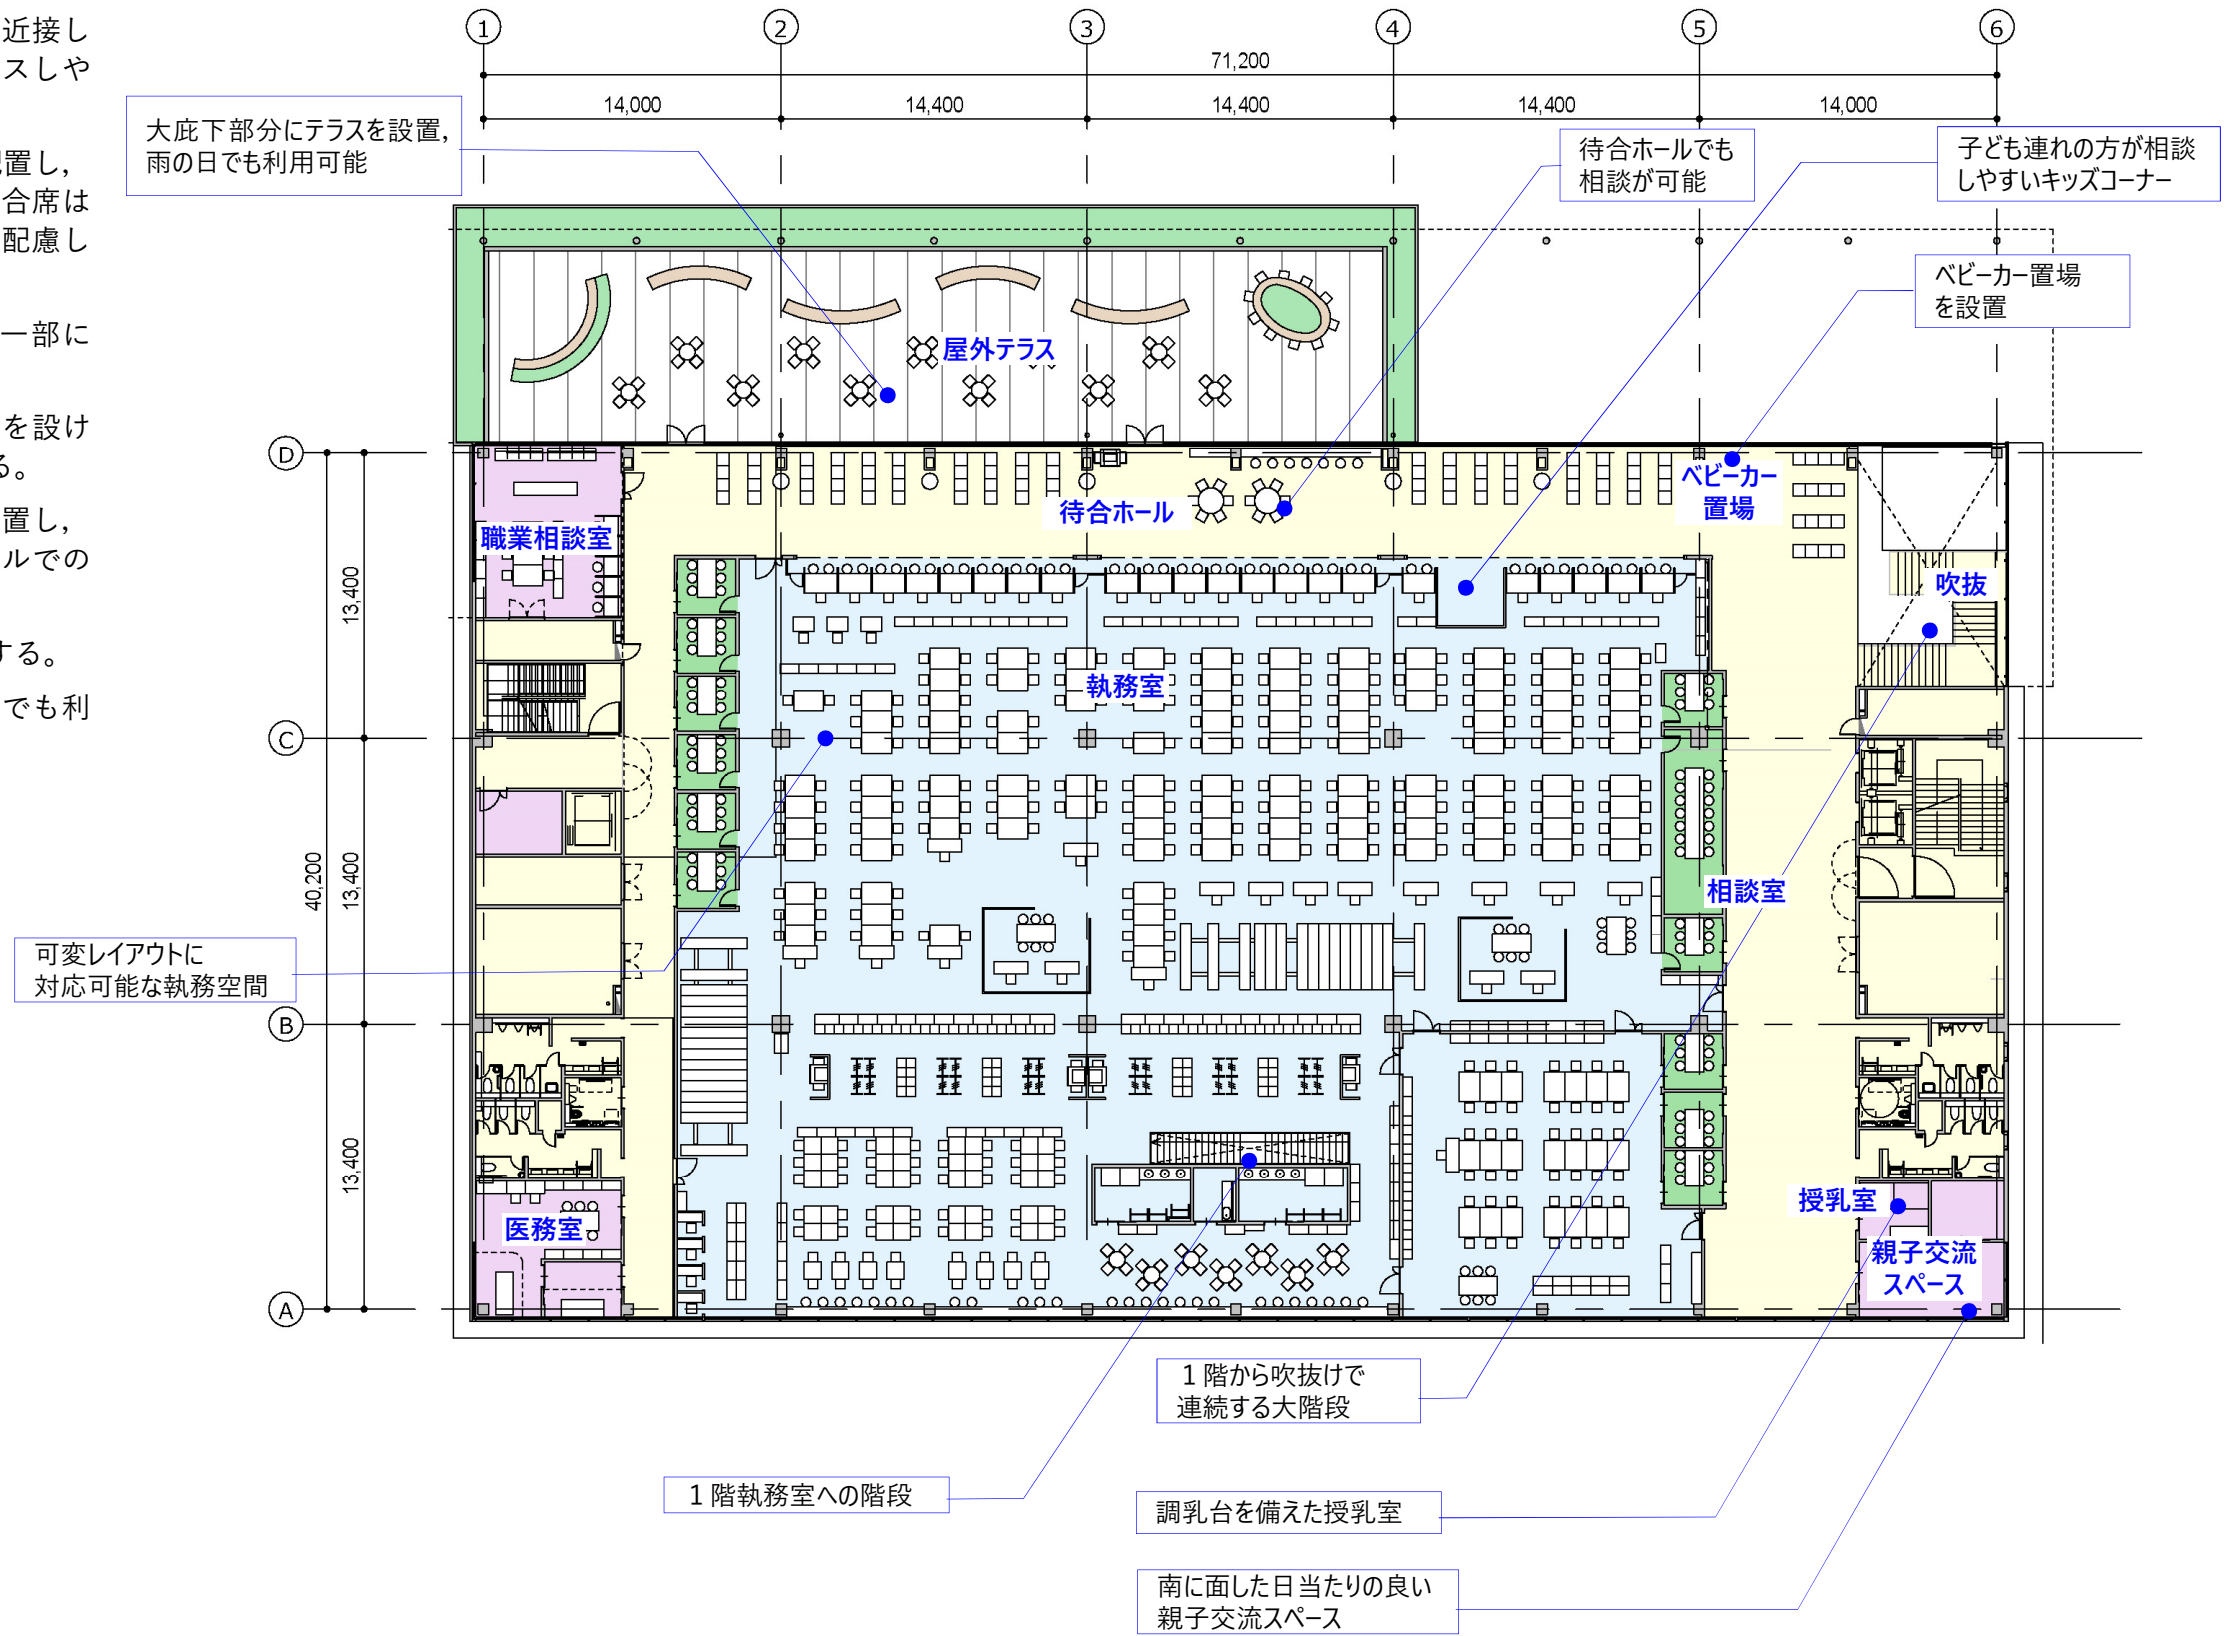 近接し
スしや
配置し，
合席は
配慮し
一部に
を設け
る。
置し，
ルでの
する。
でも利
1
2
3
4
5
6
71,200
14,000
14,400
14,400
14,400
14,000
大庇下部分にテラスを設置，
雨の日でも利用可能
待合ホールでも
相談が可能
子ども連れの方が相談
しやすいキッズコーナー
ベビーカー置場
を設置
屋外テラス
D
C
B
A
13,400
40,200
13,400
13,400
職業相談室
待合ホール
ベビーカー
置場
吹抜
執務室
相談室
可変レイアウトに
対応可能な執務空間
医務室
授乳室
親子交流
スペース
1 階から吹抜けで
連続する大階段
1 階執務室への階段
調乳台を備えた授乳室
南に面した日当たりの良い
親子交流スペース